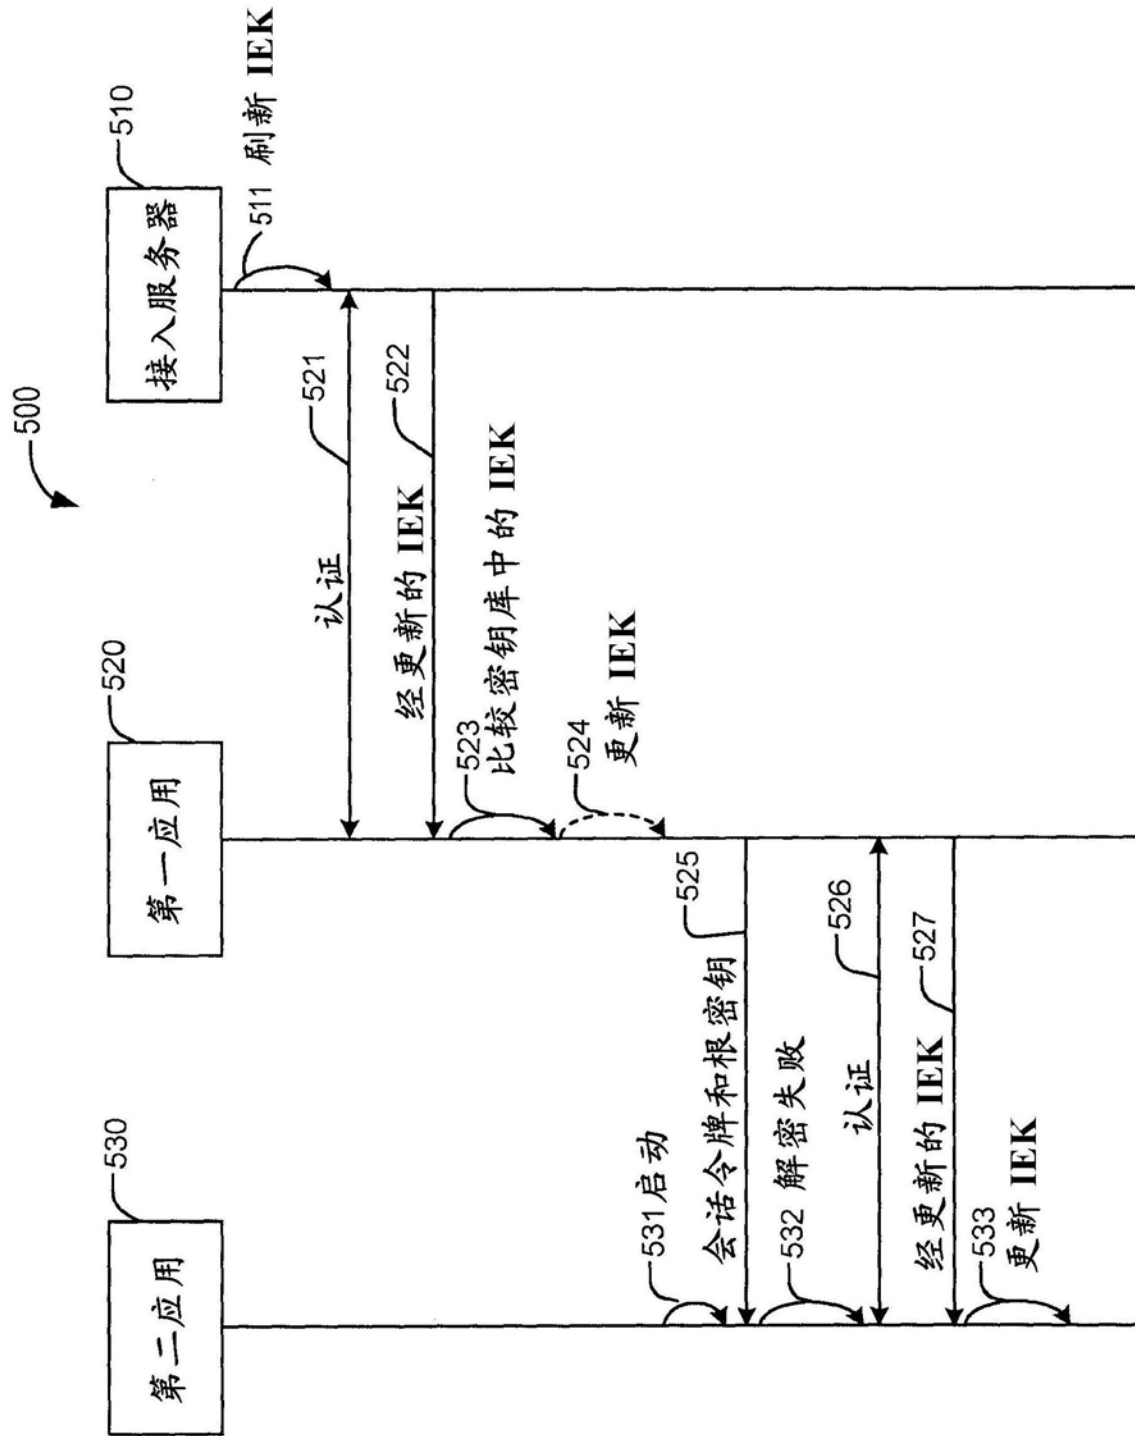 500
530
第二应用
520
第一应用
510
接入服务器
511 刷新 IEK
521
认证
522
经更新的 IEK
523
比较密钥库中的 IEK
524
更新 IEK
531 启动
525
会话令牌和根密钥
532 解密失败
526
认证
527
经更新的 IEK
533
更新 IEK